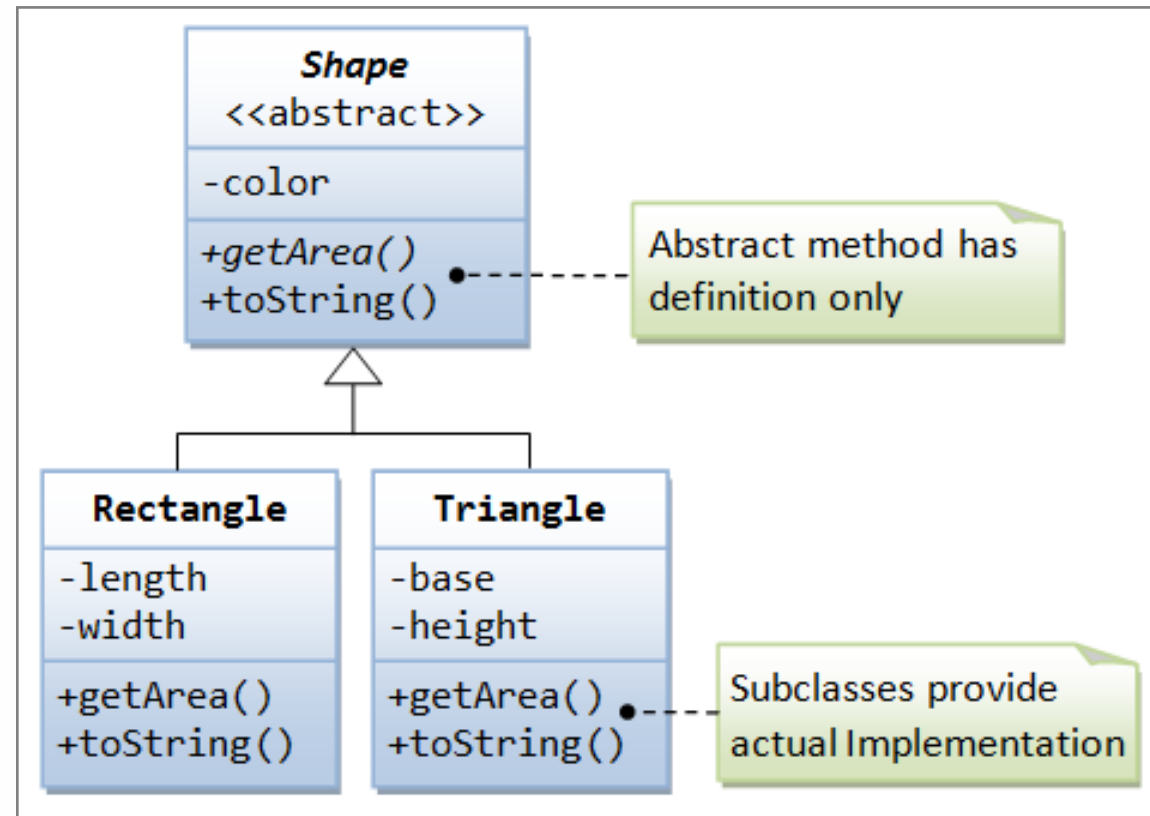 Shape
<<abstract>>
-color
+getArea()
+toString()
Abstract method has
definition only
Rectangle
-length
-width
+getArea()
+toString()
Triangle
-base
-height
+getArea()
+toString()
Subclasses provide
actual Implementation